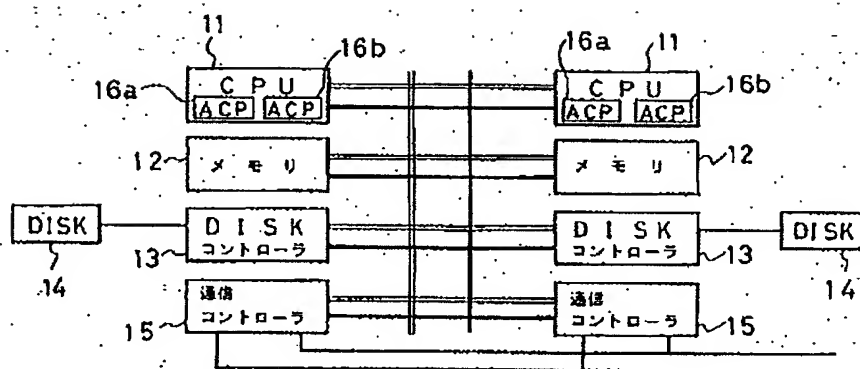 11
16b
16a
11
16a
CPU
ACP ACP
CPU
ACP ACP
16b
12
メモリ
メモリ
12
DISK
DISK
コントローラ
DISK
コントローラ
DISK
14
13
13
14
通信
コントローラ
通信
コントローラ
15
15